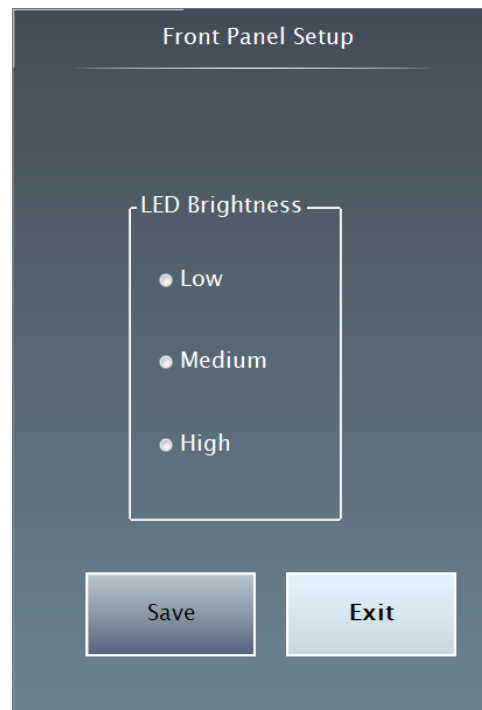 Front Panel Setup
LED Brightness
Low
Medium
High
Save
Exit